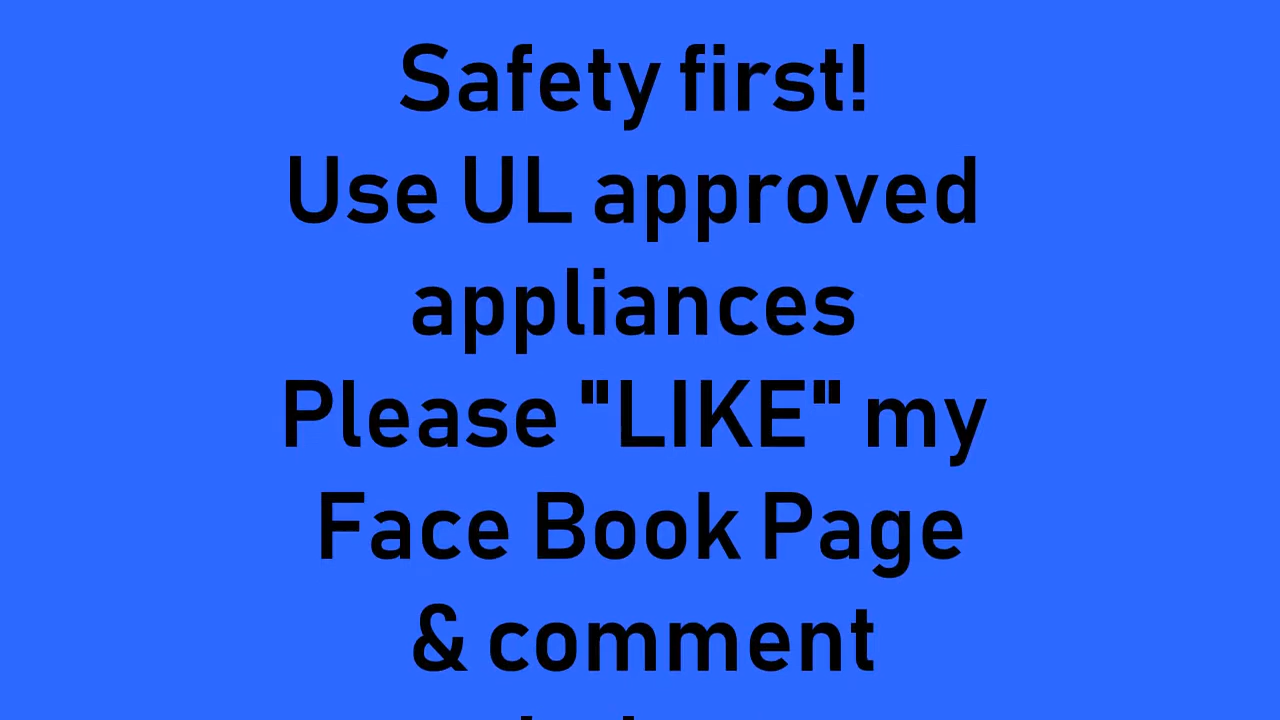 Safety first!
Use UL approved
appliances
Please "LIKE" my
Face Book Page
& comment